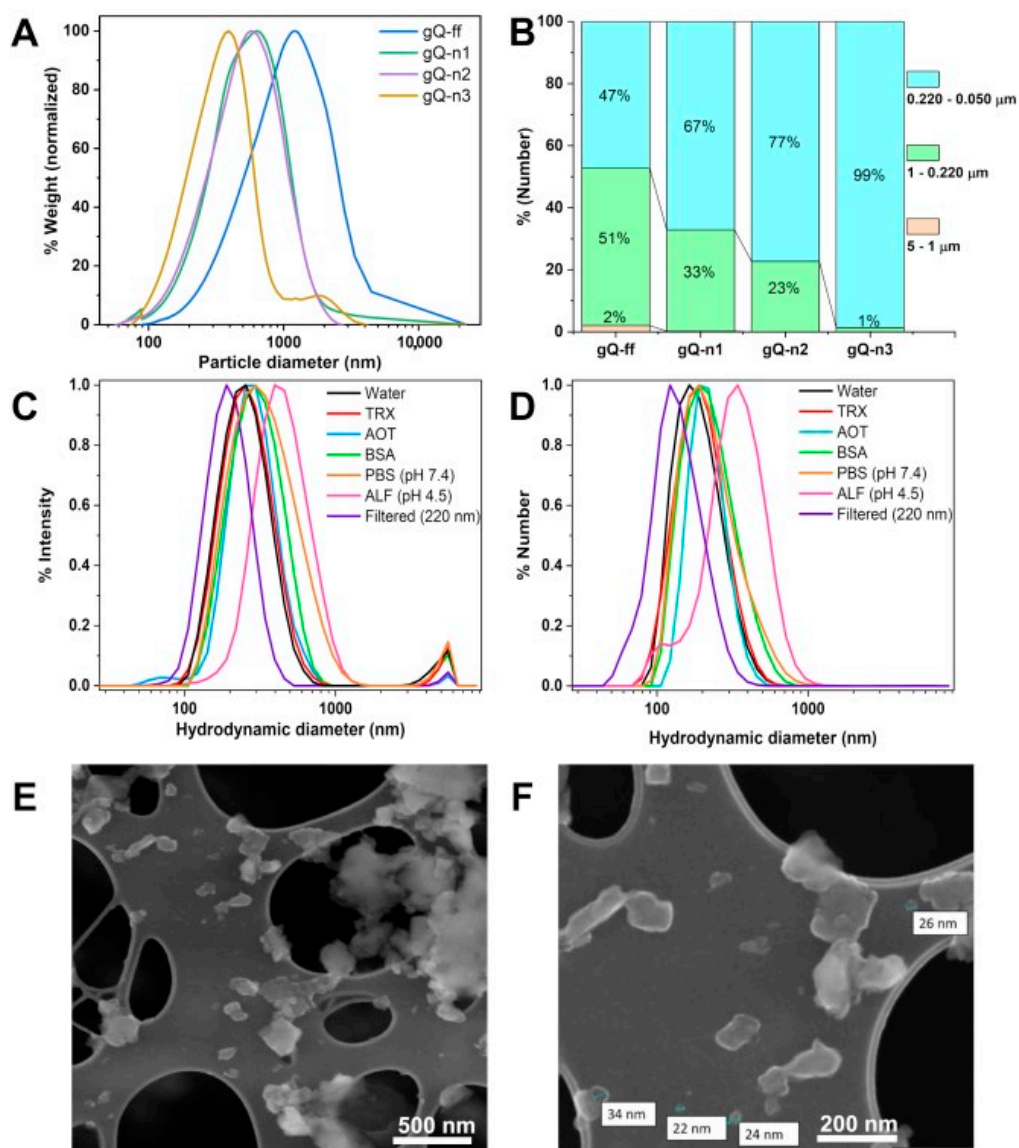 A
% Weight (normalized)
100
80
60
40
20
0
gQ-ff
gQ-n1
gQ-n2
gQ-n3
100
1000
10,000
Particle diameter (nm)
B
% (Number)
100
80
60
40
20
0
47%
51%
2%
67%
33%
77%
23%
99%
1%
gQ-ff
gQ-n1
gQ-n2
gQ-n3
0.220 - 0.050 µm
1 - 0.220 µm
5 - 1 µm
C
% Intensity
1.0
0.8
0.6
0.4
0.2
0.0
Water
TRX
AOT
BSA
PBS (pH 7.4)
ALF (pH 4.5)
Filtered (220 nm)
100
1000
Hydrodynamic diameter (nm)
D
% Number
1.0
0.8
0.6
0.4
0.2
0.0
Water
TRX
AOT
BSA
PBS (pH 7.4)
ALF (pH 4.5)
Filtered (220 nm)
100
1000
Hydrodynamic diameter (nm)
E
500 nm
F
26 nm
34 nm
22 nm
24 nm
200 nm